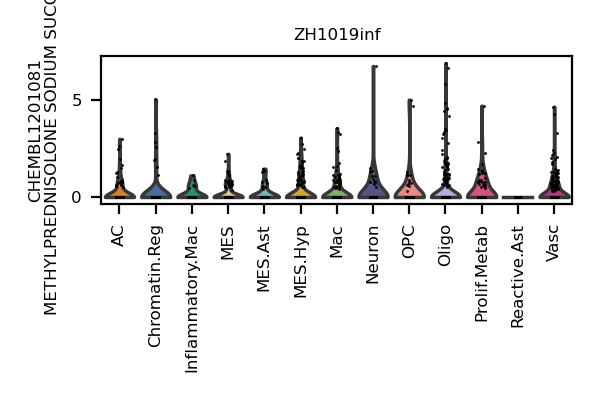 ZH1019inf
CHEMBL1201081
METHYLPREDNISOLONE SODIUM
5
0
AC
Chromatin.Reg
Inflammatory.Mac
MES
MES.Ast
MES.Hyp
Mac
Neuron
OPC
Oligo
Prolif.Metab
Reactive.Ast
Vasc